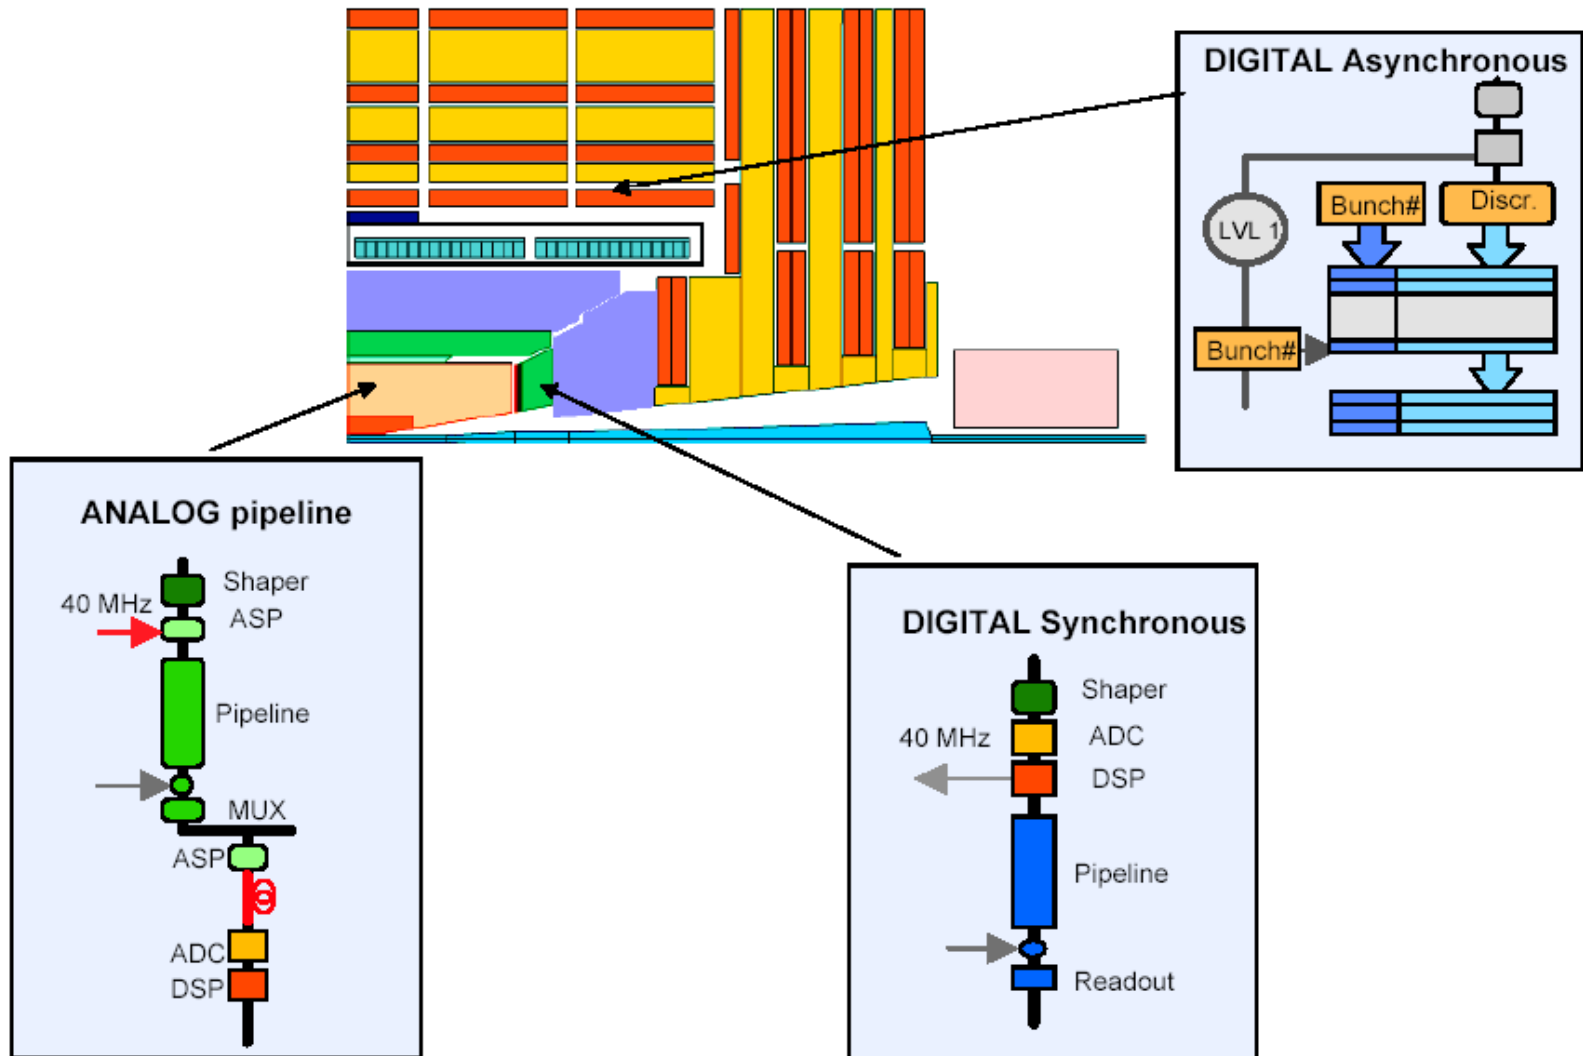 DIGITAL Asynchronous
Bunch#
Discr.
LVL 1
Bunch#
ANALOG pipeline
Shaper
40 MHz
ASP
Pipeline
MUX
ASP
ADC
DSP
DIGITAL Synchronous
Shaper
40 MHz
ADC
DSP
Pipeline
Readout